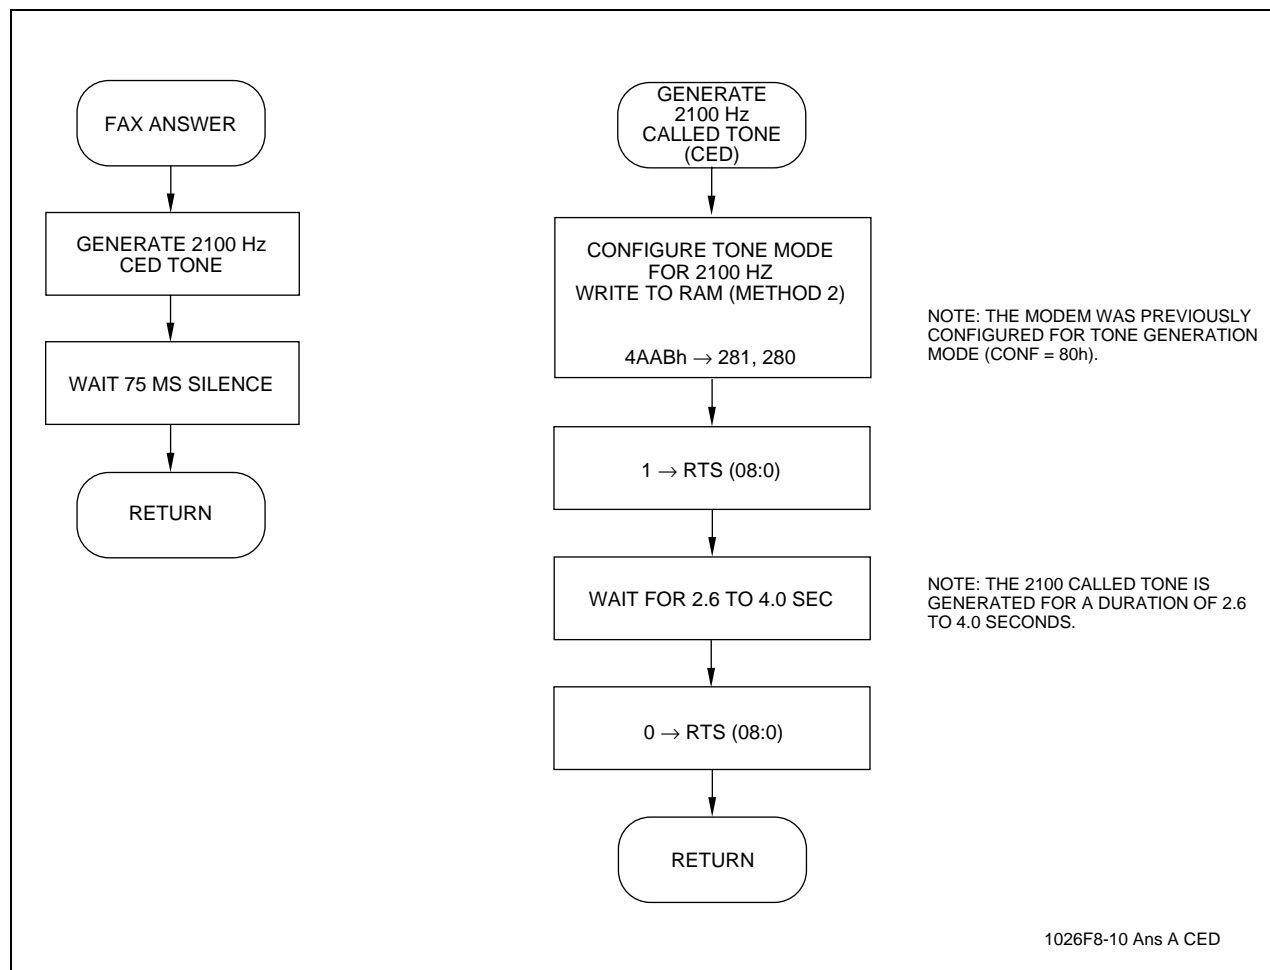 FAX ANSWER
GENERATE 2100 Hz
CED TONE
WAIT 75 MS SILENCE
RETURN
GENERATE
2100 Hz
CALLED TONE
(CED)
CONFIGURE TONE MODE
FOR 2100 HZ
WRITE TO RAM (METHOD 2)
4AABh → 281, 280
NOTE: THE MODEM WAS PREVIOUSLY
CONFIGURED FOR TONE GENERATION
MODE (CONF = 80h).
1 → RTS (08:0)
WAIT FOR 2.6 TO 4.0 SEC
NOTE: THE 2100 CALLED TONE IS
GENERATED FOR A DURATION OF 2.6
TO 4.0 SECONDS.
0 → RTS (08:0)
RETURN
1026F8-10 Ans A CED